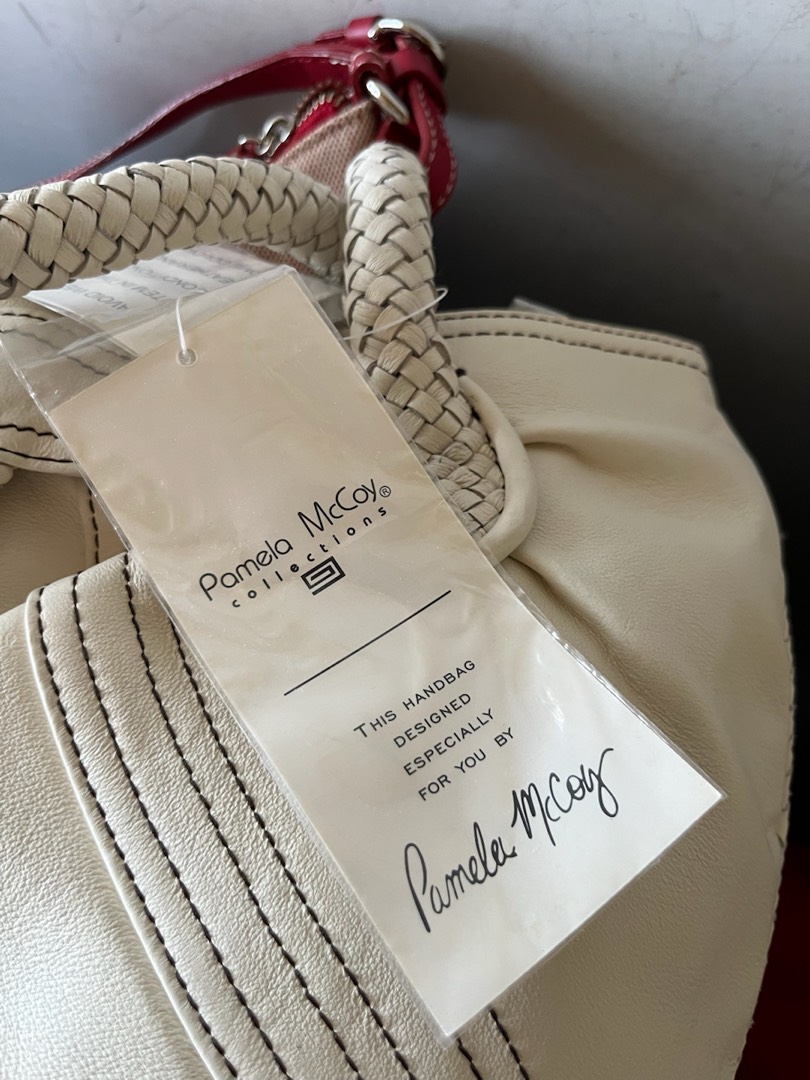 Pamela McCoy®
collections
THIS HANDBAG
DESIGNED
ESPECIALLY
FOR YOU BY
Pamela McCoy